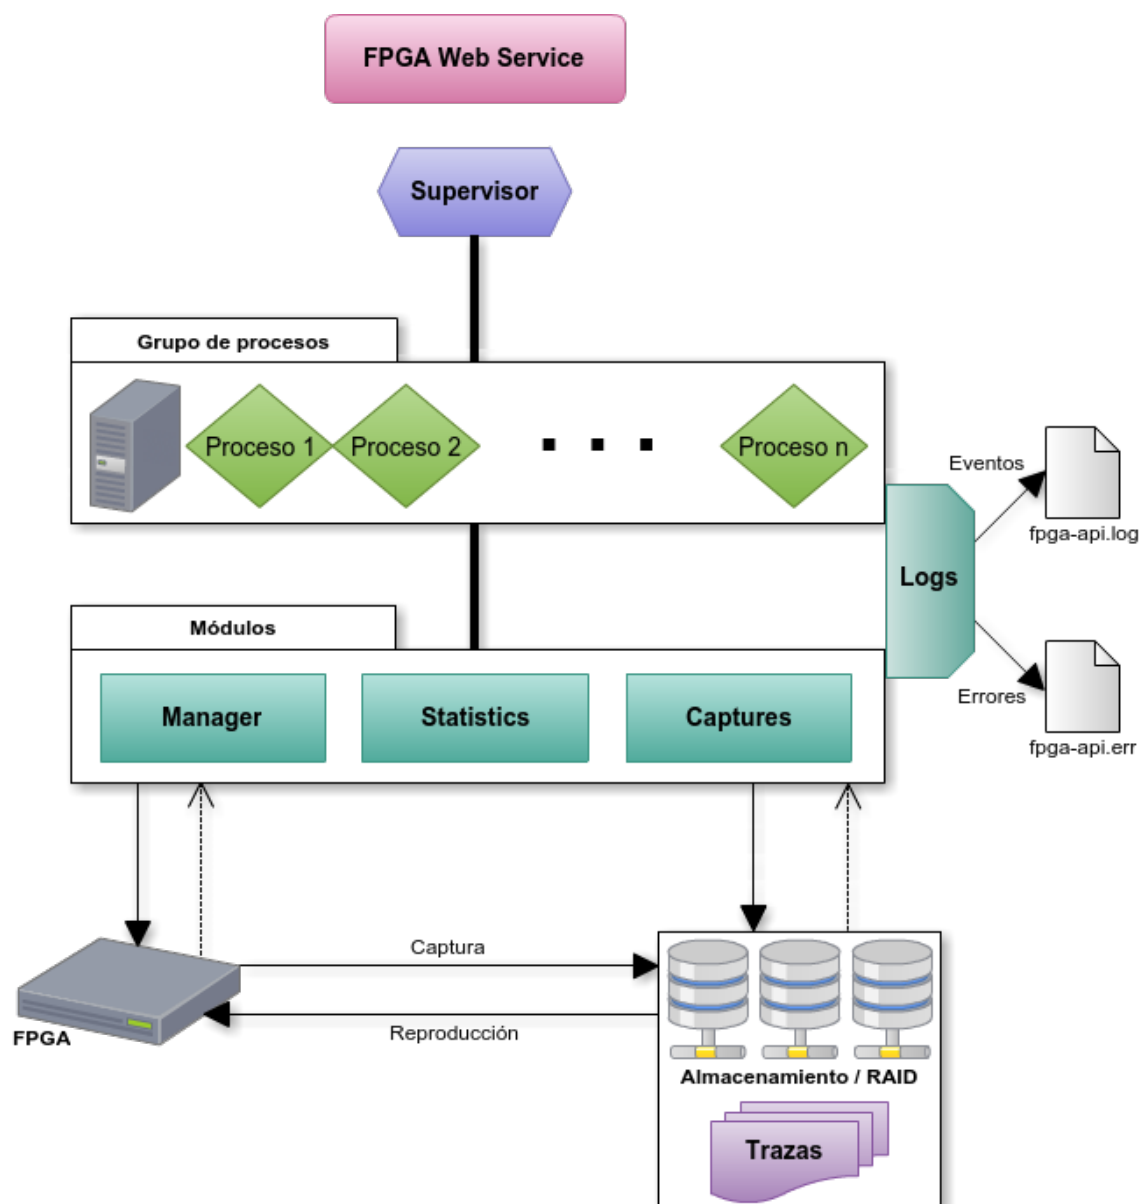 FPGA Web Service
Supervisor
Grupo de procesos
Proceso 1
Proceso 2
Proceso n
Eventos
fpga-api.log
Logs
Errores
fpga-api.err
Módulos
Manager
Statistics
Captures
Captura
Reproducción
FPGA
Almacenamiento / RAID
Trazas